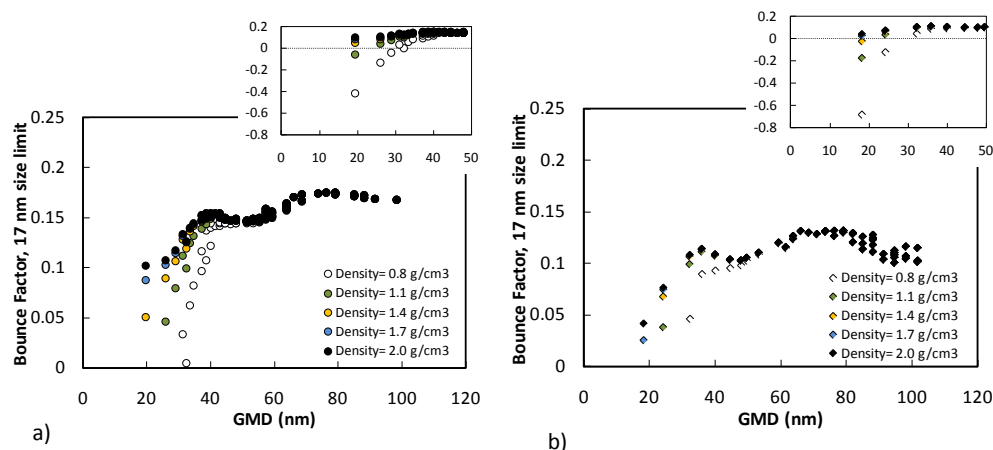 0.2
0
-0.2
-0.4
-0.6
-0.8
0 10 20 30 40 50
0.25
0.2
0.15
0.1
0.05
0
0 20 40 60 80 100 120
Bounce Factor, 17 nm size limit
GMD (nm)
Density= 0.8 g/cm3
Density= 1.1 g/cm3
Density= 1.4 g/cm3
Density= 1.7 g/cm3
Density= 2.0 g/cm3
a)
0.2
0
-0.2
-0.4
-0.6
-0.8
0 10 20 30 40 50
0.25
0.2
0.15
0.1
0.05
0
0 20 40 60 80 100 120
Bounce Factor, 17 nm size limit
GMD (nm)
Density= 0.8 g/cm3
Density= 1.1 g/cm3
Density= 1.4 g/cm3
Density= 1.7 g/cm3
Density= 2.0 g/cm3
b)